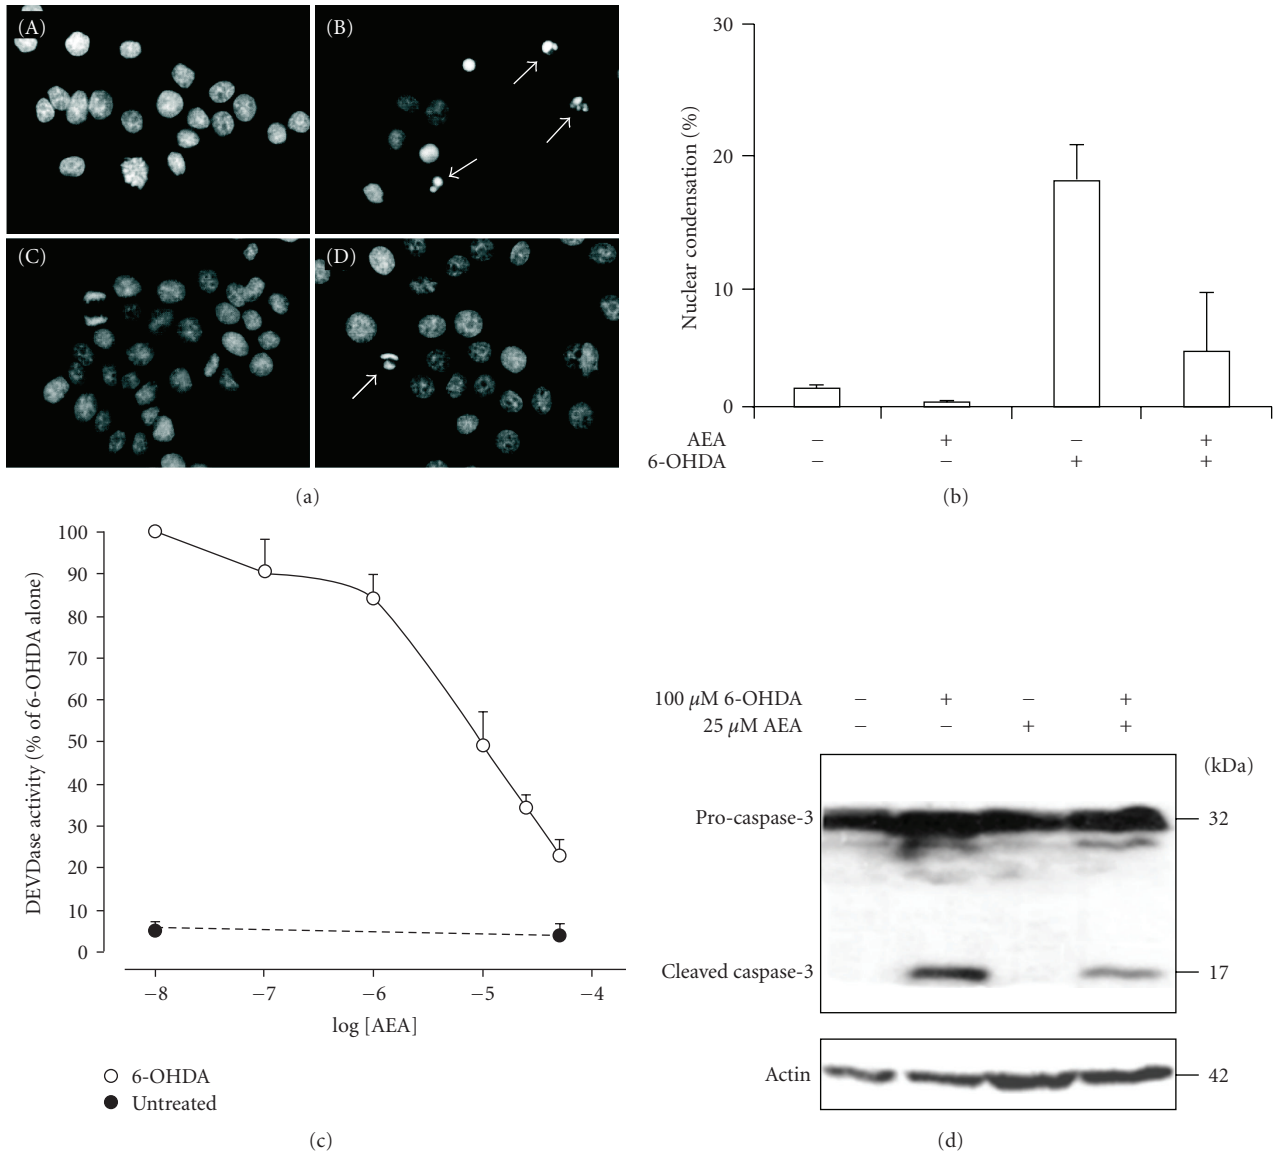 (A)
(B)
(C)
(D)
(a)
30
20
10
0
Nuclear condensation (%)
AEA − + − +
6-OHDA − − + +
(b)
100
90
80
70
60
50
40
30
20
10
0
DEVDase activity (% of 6-OHDA alone)
−8 −7 −6 −5 −4
log [AEA]
6-OHDA
Untreated
(c)
100 µM 6-OHDA − + − +
25 µM AEA − − + +
(kDa)
Pro-caspase-3 32
Cleaved caspase-3 17
Actin 42
(d)